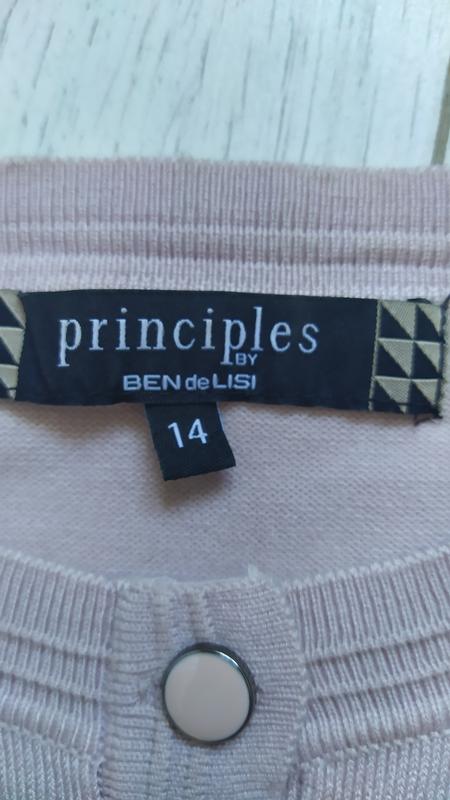 principles
BY
BEN de LISI
14